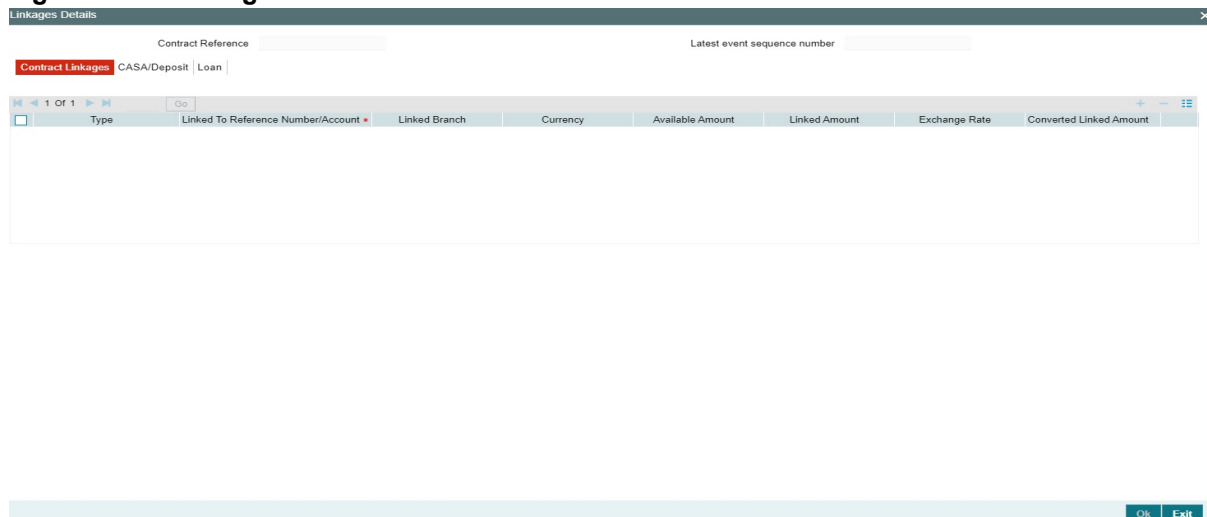 Linkages Details
Contract Reference Latest event sequence number
Contract Linkages CASA/Deposit Loan
1 Of 1 Go
Type Linked To Reference Number/Account * Linked Branch Currency Available Amount Linked Amount Exchange Rate Converted Linked Amount
Ok Exit